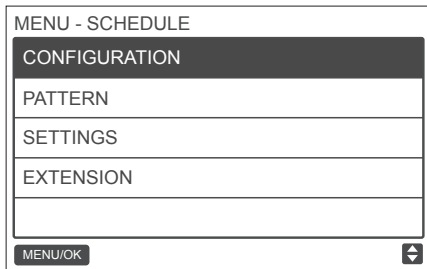 MENU - SCHEDULE
CONFIGURATION
PATTERN
SETTINGS
EXTENSION
MENU/OK